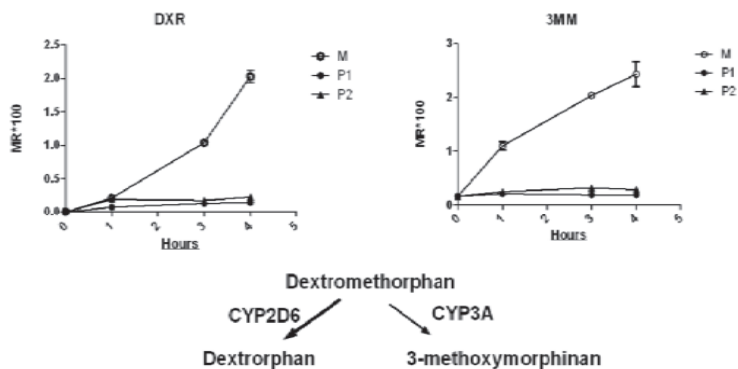 DXR
2.5
2.0
1.5
1.0
0.5
0.0
MR*100
0 1 2 3 4 5
Hours
M
P1
P2
3MM
3
2
1
0
MR*100
0 1 2 3 4 5
Hours
M
P1
P2
Dextromethorphan
CYP2D6 CYP3A
Dextrorphan 3-methoxymorphinan